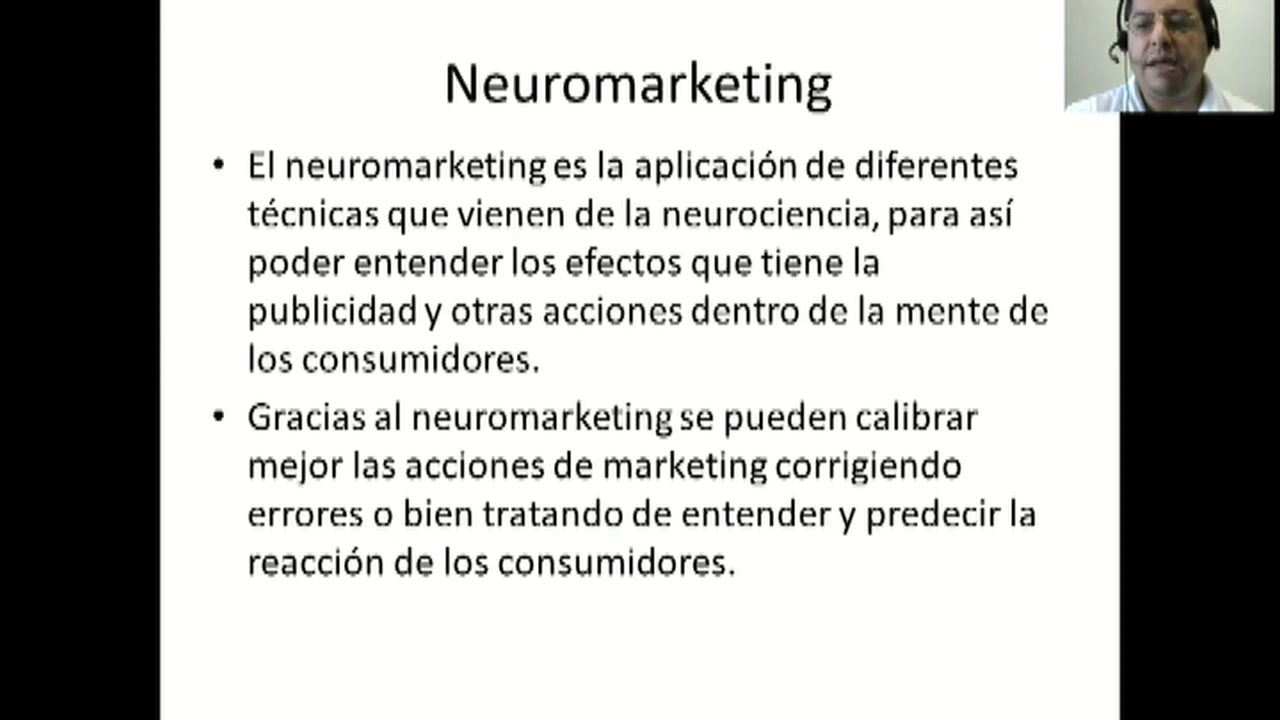 Neuromarketing
• El neuromarketing es la aplicación de diferentes
técnicas que vienen de la neurociencia, para así
poder entender los efectos que tiene la
publicidad y otras acciones dentro de la mente de
los consumidores.
• Gracias al neuromarketing se pueden calibrar
mejor las acciones de marketing corrigiendo
errores o bien tratando de entender y predecir la
reacción de los consumidores.